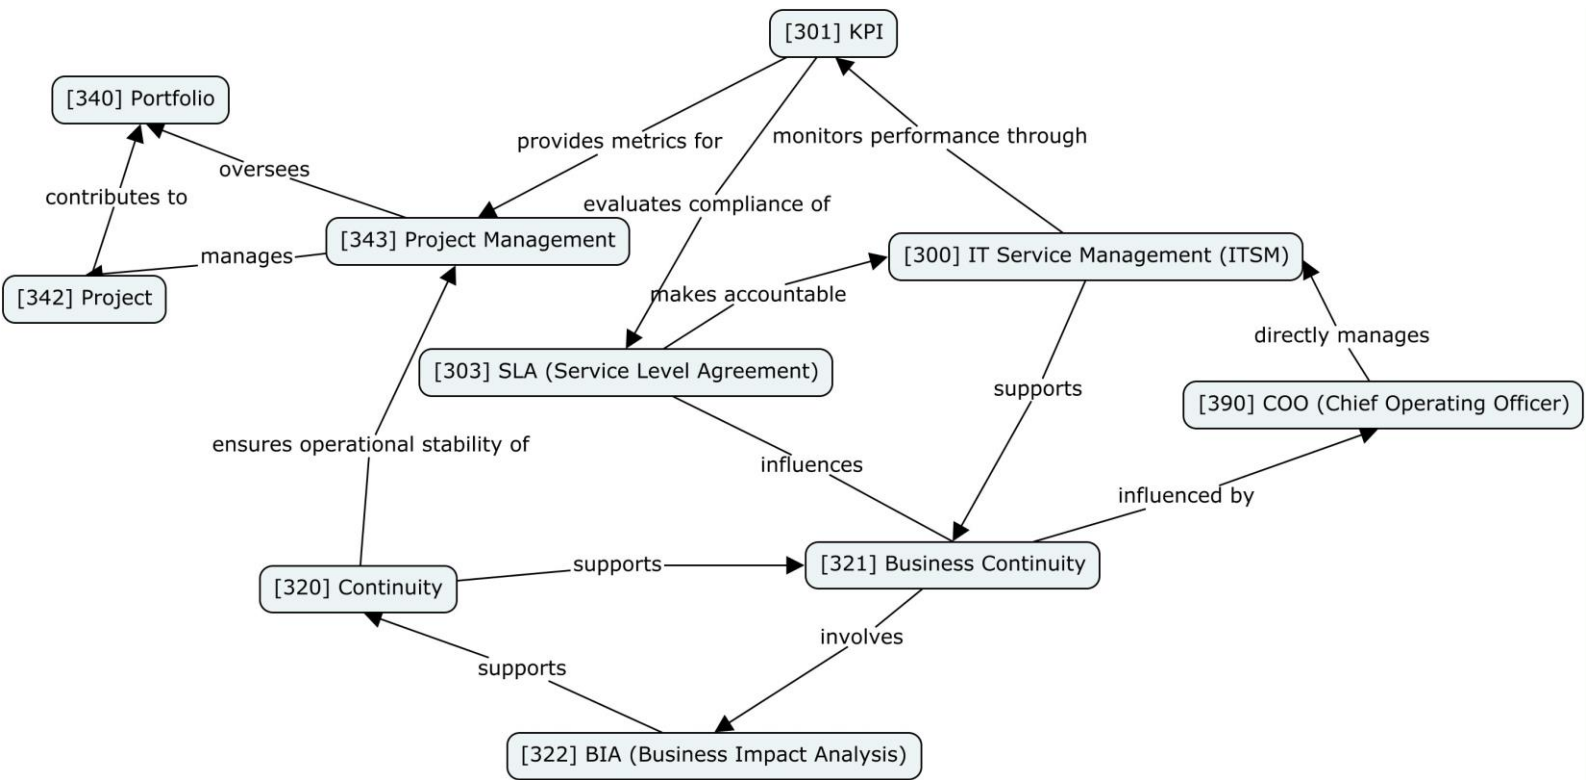 [301] KPI
[340] Portfolio
provides metrics for
monitors performance through
oversees
contributes to
evaluates compliance of
[343] Project Management
manages
[300] IT Service Management (ITSM)
[342] Project
makes accountable
directly manages
[303] SLA (Service Level Agreement)
supports
[390] COO (Chief Operating Officer)
ensures operational stability of
influences
influenced by
supports
[321] Business Continuity
[320] Continuity
involves
supports
[322] BIA (Business Impact Analysis)